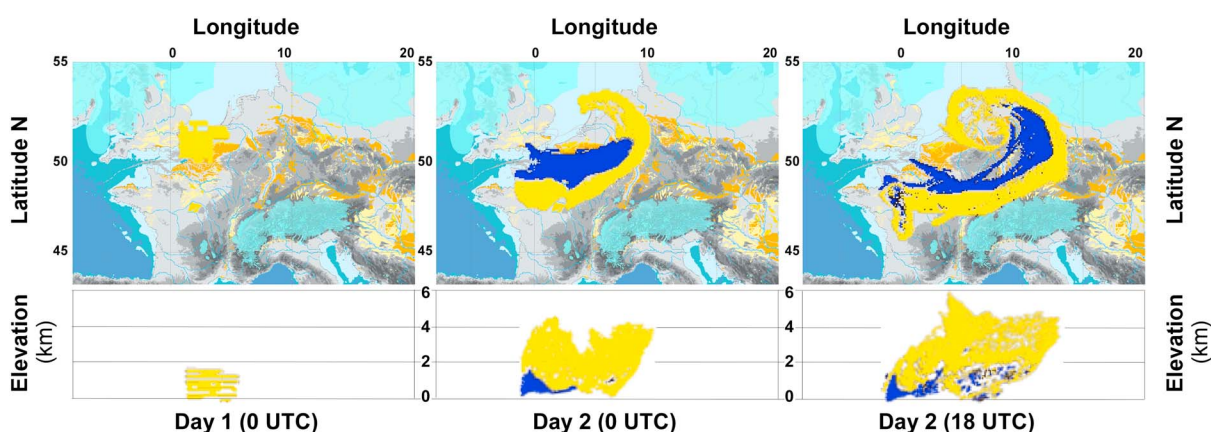 Longitude Longitude Longitude
0 10 20 0 10 20 0 10 20
55 55 55
Latitude N Latitude N
50 50 50
45 45 45
Elevation (km) Elevation (km)
6 6
4 4
2 2
0 0
Day 1 (0 UTC) Day 2 (0 UTC) Day 2 (18 UTC)